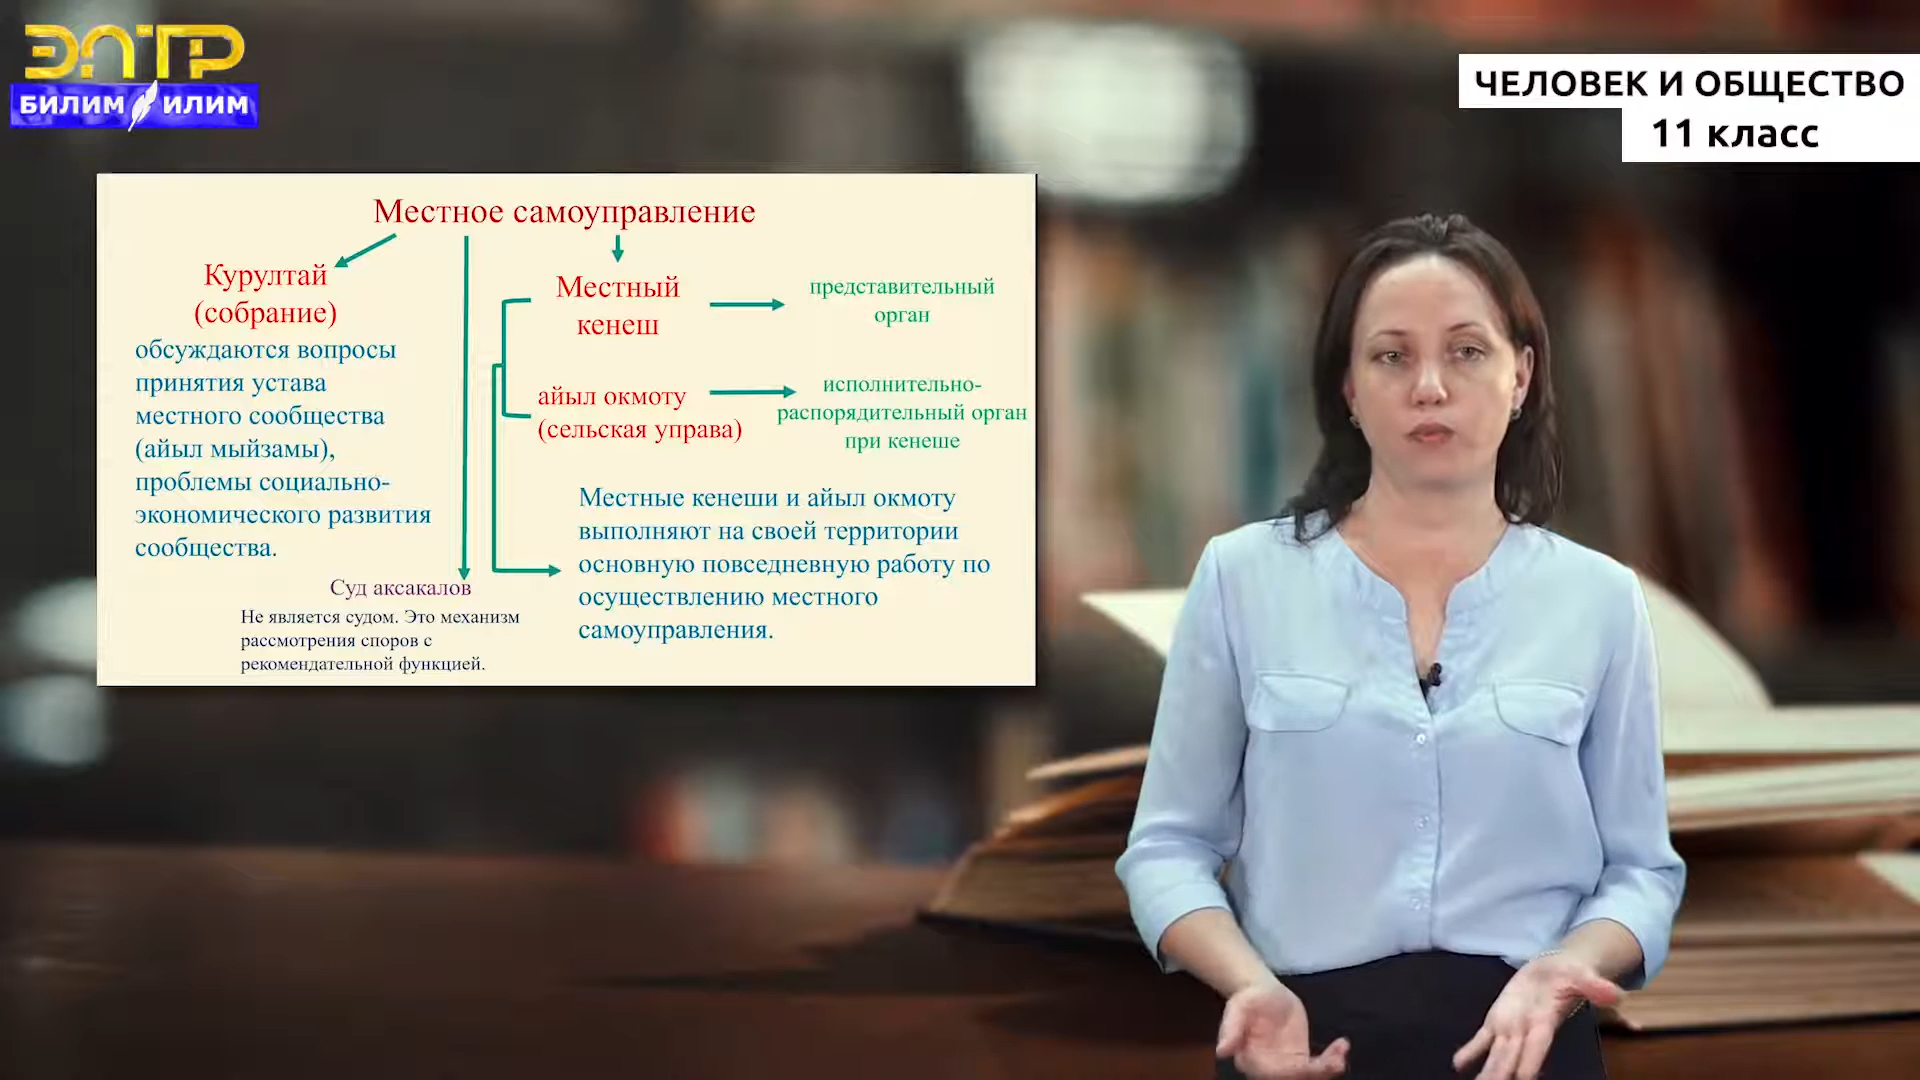 ЭЛТР
БИЛИМ ИЛИМ
ЧЕЛОВЕК И ОБЩЕСТВО
11 класс
Местное самоуправление
Курултай
(собрание)
обсуждаются вопросы
принятия устава
местного сообщества
(айыл мыйзамы),
проблемы социально-
экономического развития
сообщества.
Суд аксакалов
Не является судом. Это механизм
рассмотрения споров с
рекомендательной функцией.
Местный
кенеш
представительный
орган
айыл окмоту
(сельская управа)
исполнительно-
распорядительный орган
при кенеше
Местные кенеши и айыл окмоту
выполняют на своей территории
основную повседневную работу по
осуществлению местного
самоуправления.